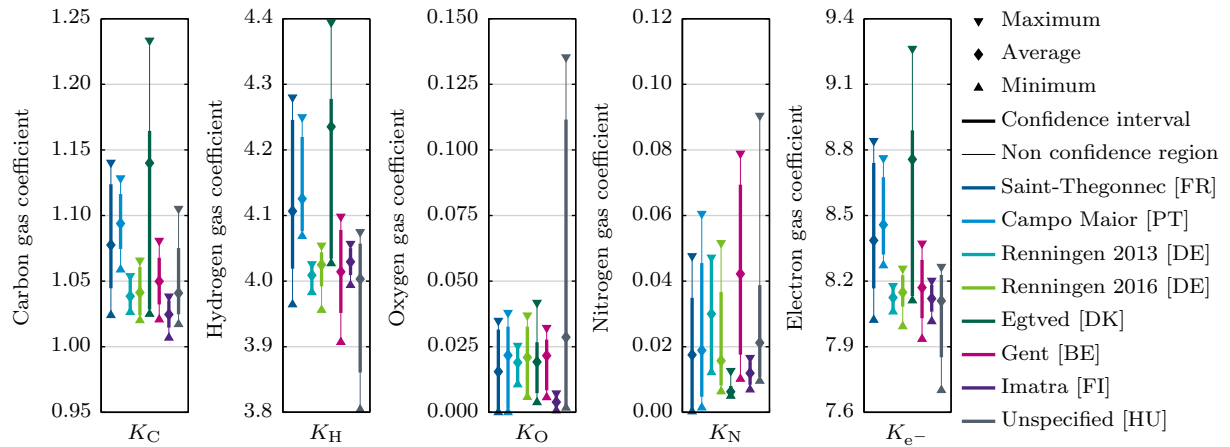 Carbon gas coefficient
1.25
1.20
1.15
1.10
1.05
1.00
0.95
K_C
Hydrogen gas coefficient
4.4
4.3
4.2
4.1
4.0
3.9
3.8
K_H
Oxygen gas coefficient
0.150
0.125
0.100
0.075
0.050
0.025
0.000
K_O
Nitrogen gas coefficient
0.12
0.10
0.08
0.06
0.04
0.02
0.00
K_N
Electron gas coefficient
9.4
9.1
8.8
8.5
8.2
7.9
7.6
K_e−
Maximum
Average
Minimum
Confidence interval
Non confidence region
Saint-Thegonnec [FR]
Campo Maior [PT]
Renningen 2013 [DE]
Renningen 2016 [DE]
Egtved [DK]
Gent [BE]
Imatra [FI]
Unspecified [HU]